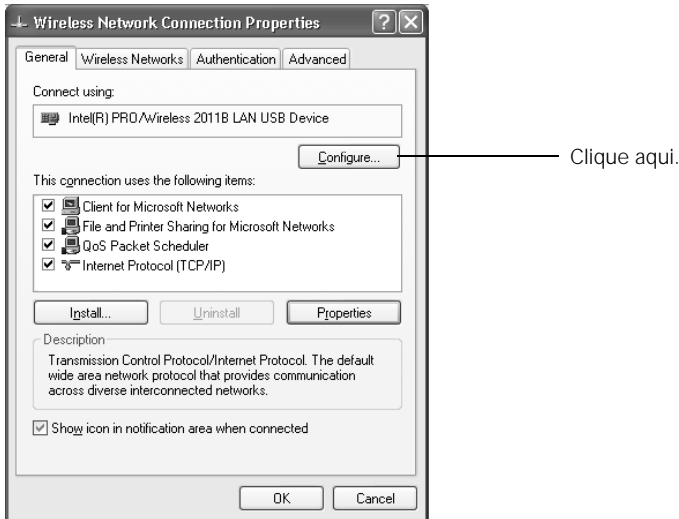 Wireless Network Connection Properties
General Wireless Networks Authentication Advanced
Connect using:
Intel(R) PRO/Wireless 2011B LAN USB Device
Configure...
Clique aqui.
This connection uses the following items:
Client for Microsoft Networks
File and Printer Sharing for Microsoft Networks
QoS Packet Scheduler
Internet Protocol (TCP/IP)
Install... Uninstall Properties
Description
Transmission Control Protocol/Internet Protocol. The default
wide area network protocol that provides communication
across diverse interconnected networks.
Show icon in notification area when connected
OK Cancel